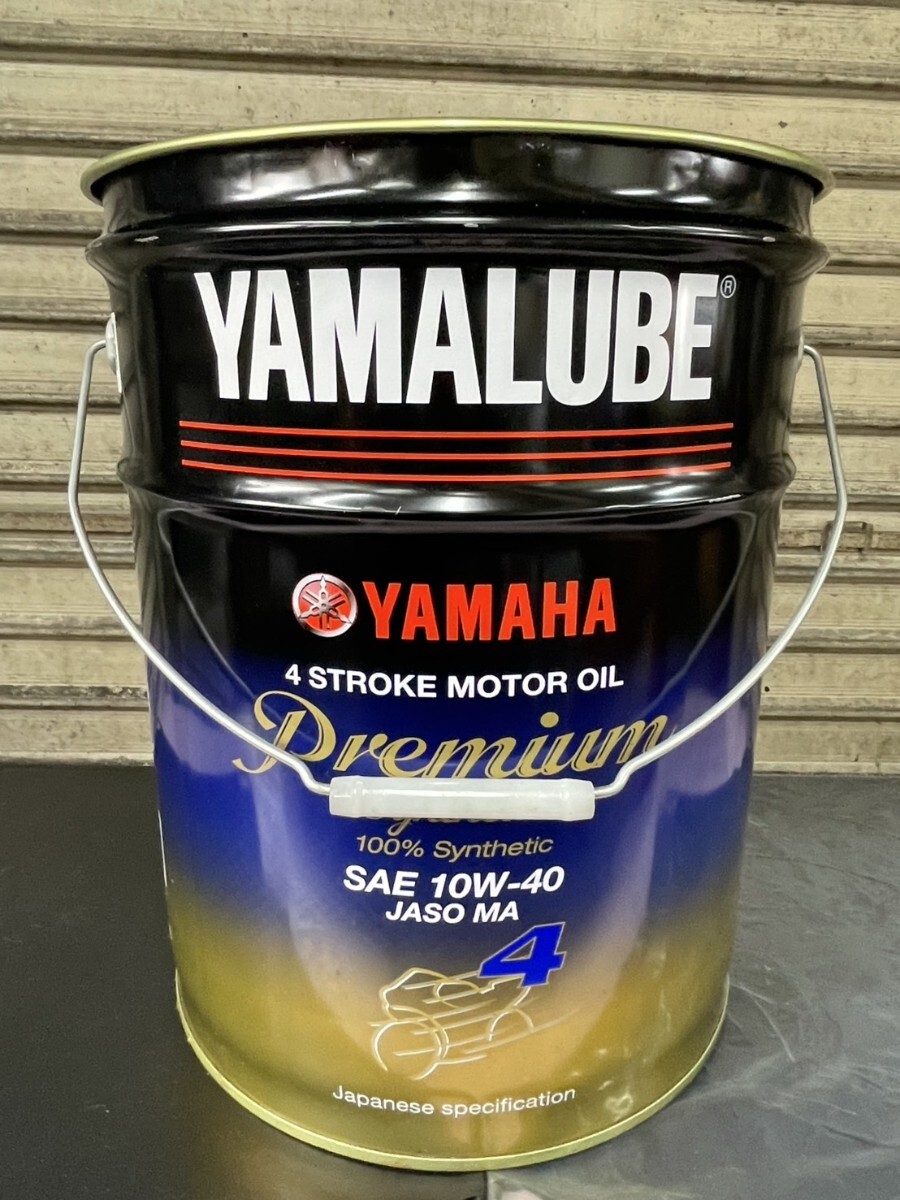 YAMALUBE®
YAMAHA
4 STROKE MOTOR OIL
Premium
100% Synthetic
SAE 10W-40
JASO MA
4
Japanese specification